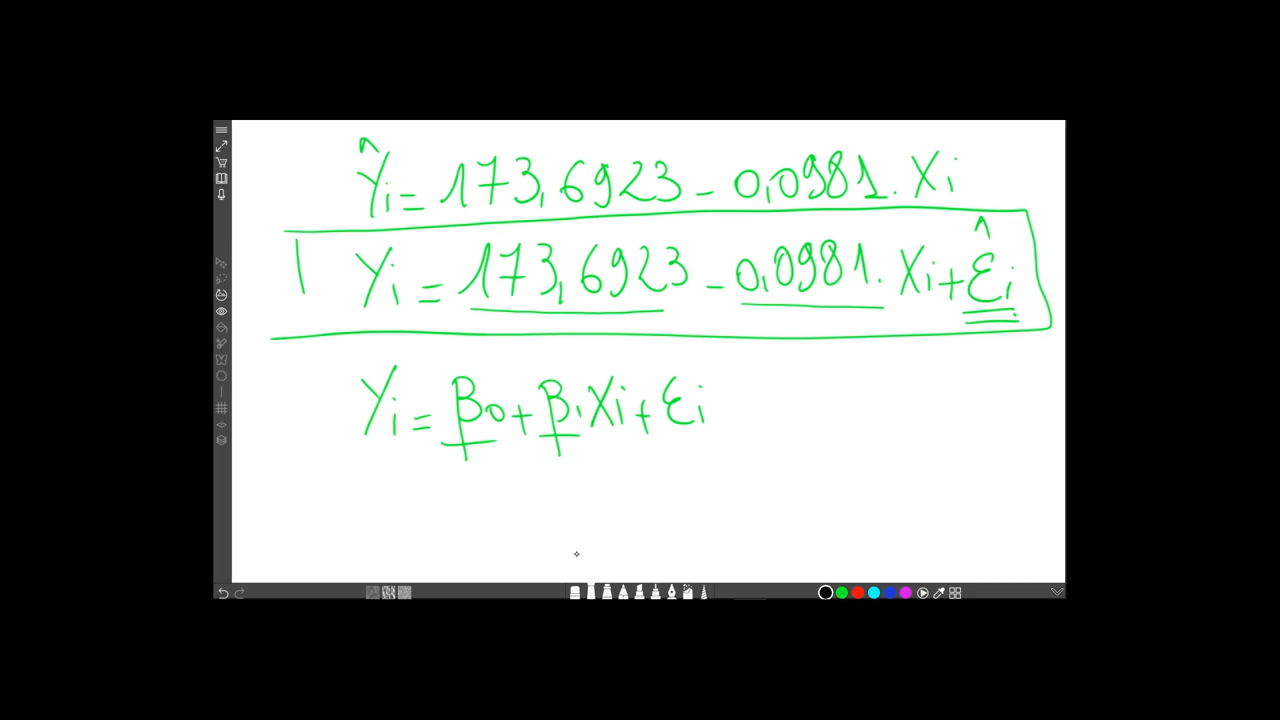 Ŷi = 173,6923 - 0,0981. Xi
Yi = 173,6923 - 0,0981. Xi + ε̂i
Yi = β0 + β1 Xi + εi